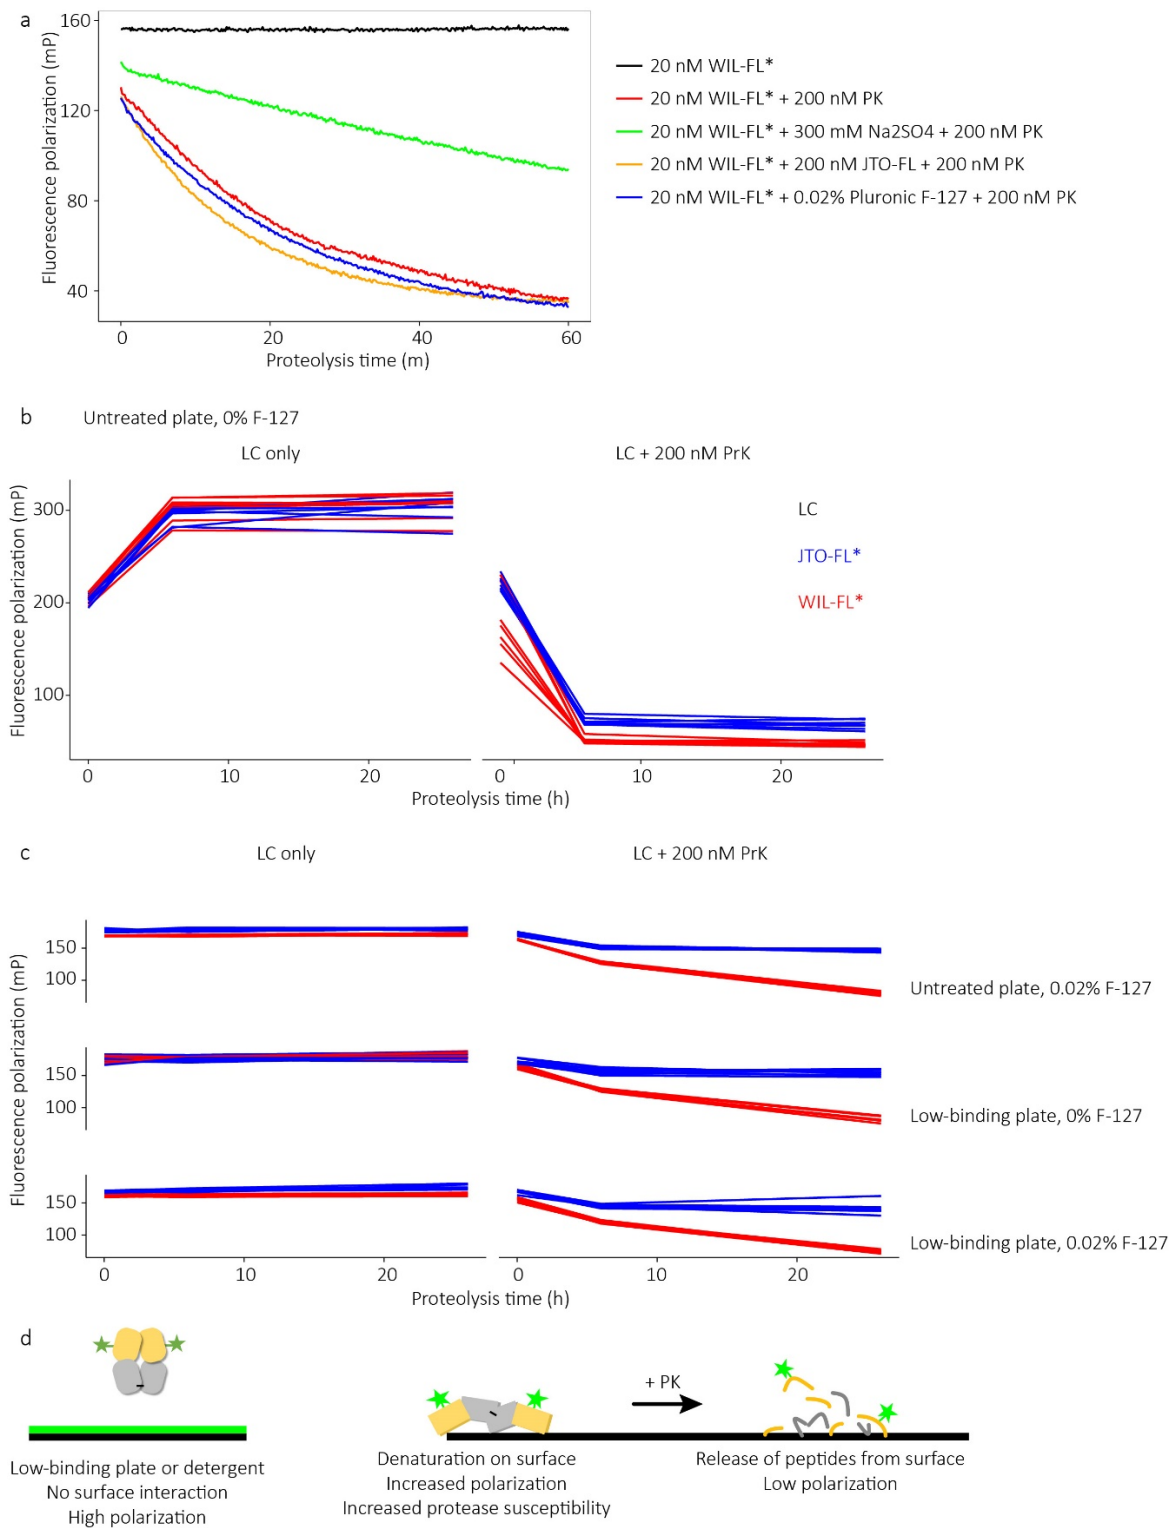 a
160
120
80
40
Fluorescence polarization (mP)
0
20
40
60
Proteolysis time (m)
20 nM WIL-FL*
20 nM WIL-FL* + 200 nM PK
20 nM WIL-FL* + 300 mM Na2SO4 + 200 nM PK
20 nM WIL-FL* + 200 nM JTO-FL + 200 nM PK
20 nM WIL-FL* + 0.02% Pluronic F-127 + 200 nM PK
b
Untreated plate, 0% F-127
LC only
LC + 200 nM PrK
Fluorescence polarization (mP)
300
200
100
0
10
20
0
10
20
Proteolysis time (h)
LC
JTO-FL*
WIL-FL*
c
LC only
LC + 200 nM PrK
Fluorescence polarization (mP)
150
100
Untreated plate, 0.02% F-127
150
100
Low-binding plate, 0% F-127
150
100
Low-binding plate, 0.02% F-127
0
10
20
0
10
20
Proteolysis time (h)
d
Low-binding plate or detergent
No surface interaction
High polarization
Denaturation on surface
Increased polarization
Increased protease susceptibility
+ PK
Release of peptides from surface
Low polarization